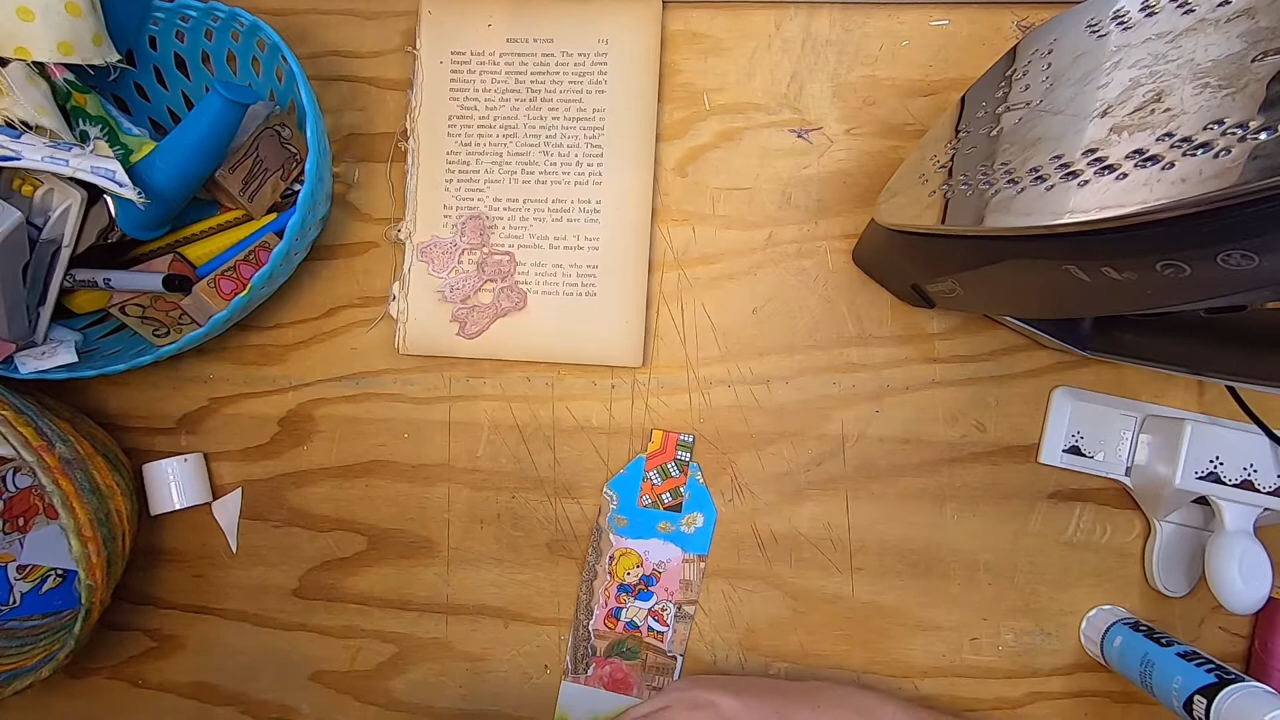 RESCUE WINGS 115
some kind of government men. The way they
leaped cat-like out the cabin door and down
onto the ground seemed somehow to suggest the
military to Dave. But what they were didn't
matter in the slightest. They had arrived to res-
cue them, and that was all that counted.
"Stuck, huh?" the older one of the pair
grunted, and grinned. "Lucky we happened to
see your smoke signal. You might have camped
here for quite a spell. Army and Navy, huh?"
"And in a hurry," Colonel Welsh said. Then,
after introducing himself: "We had a forced
landing. Er—engine trouble. Can you fly us to
the nearest Air Corps Base where we can pick
up another plane? I'll see that you're paid for
it, of course."
"Guess so," the man grunted after a look at
his partner. "But where're you headed? Maybe
we you all the way, and save time,
if such a hurry."
Colonel Welsh said. "I have
soon as possible. But maybe you
the
the older one, who was
and arched his brows.
make it there from here.
Not much fun in this
Sharpie
GLUE STICK